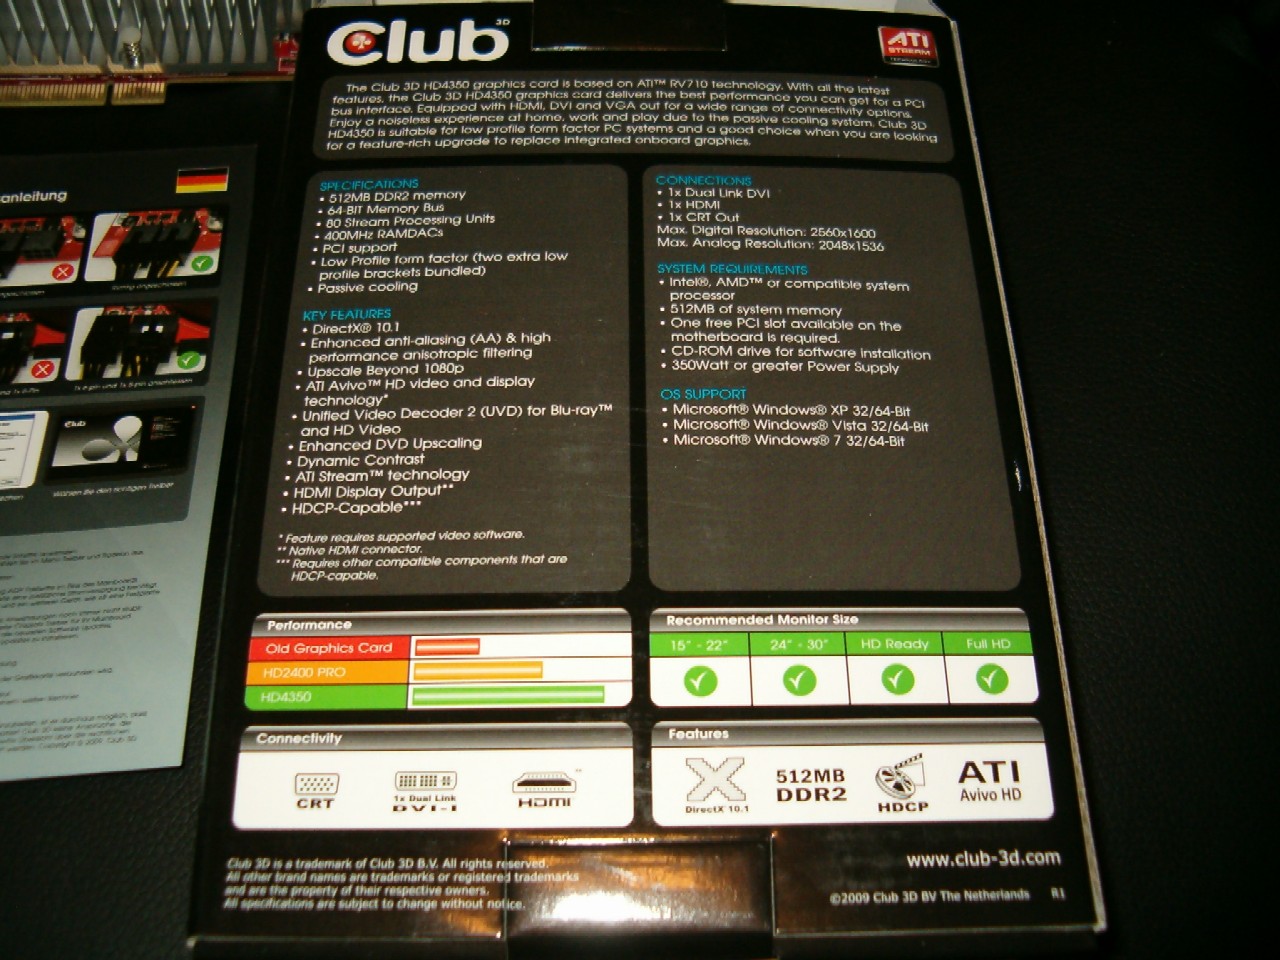 Club 3D
ATI
STREAM
The Club 3D HD4350 graphics card is based on ATI™ RV710 technology. With all the latest
features, the Club 3D HD4350 graphics card delivers the best performance you can get for a PCI
bus interface. Equipped with HDMI, DVI and VGA out for a wide range of connectivity options.
Enjoy a noiseless experience at home, work and play due to the passive cooling system. Club 3D
HD4350 is suitable for low profile form factor PC systems and a good choice when you are looking
for a feature-rich upgrade to replace integrated onboard graphics.
SPECIFICATIONS
• 512MB DDR2 memory
• 64-BIT Memory Bus
• 80 Stream Processing Units
• 400MHz RAMDACs
• PCI support
• Low Profile form factor (two extra low
profile brackets bundled)
• Passive cooling
KEY FEATURES
• DirectX® 10.1
• Enhanced anti-aliasing (AA) & high
performance anisotropic filtering
• Upscale Beyond 1080p
• ATI Avivo™ HD video and display
technology*
• Unified Video Decoder 2 (UVD) for Blu-ray™
and HD Video
• Enhanced DVD Upscaling
• Dynamic Contrast
• ATI Stream™ technology
• HDMI Display Output**
• HDCP-Capable***
* Feature requires supported video software.
** Native HDMI connector.
*** Requires other compatible components that are
HDCP-capable.
CONNECTIONS
• 1x Dual Link DVI
• 1x HDMI
• 1x CRT Out
Max. Digital Resolution: 2560x1600
Max. Analog Resolution: 2048x1536
SYSTEM REQUIREMENTS
• Intel®, AMD™ or compatible system
processor
• 512MB of system memory
• One free PCI slot available on the
motherboard is required.
• CD-ROM drive for software installation
• 350Watt or greater Power Supply
OS SUPPORT
• Microsoft® Windows® XP 32/64-Bit
• Microsoft® Windows® Vista 32/64-Bit
• Microsoft® Windows® 7 32/64-Bit
Performance
Old Graphics Card
HD2400 PRO
HD4350
Recommended Monitor Size
15" - 22" 24" - 30" HD Ready Full HD
Connectivity
CRT
1x Dual Link
DVI-I
HDMI™
Features
DirectX® 10.1
512MB
DDR2
HDCP
ATI
Avivo HD
Club 3D is a trademark of Club 3D B.V. All rights reserved.
All other brand names are trademarks or registered trademarks
and are the property of their respective owners.
All specifications are subject to change without notice.
www.club-3d.com
©2009 Club 3D BV The Netherlands R1
anleitung
Club
Wählen Sie den richtigen Treiber